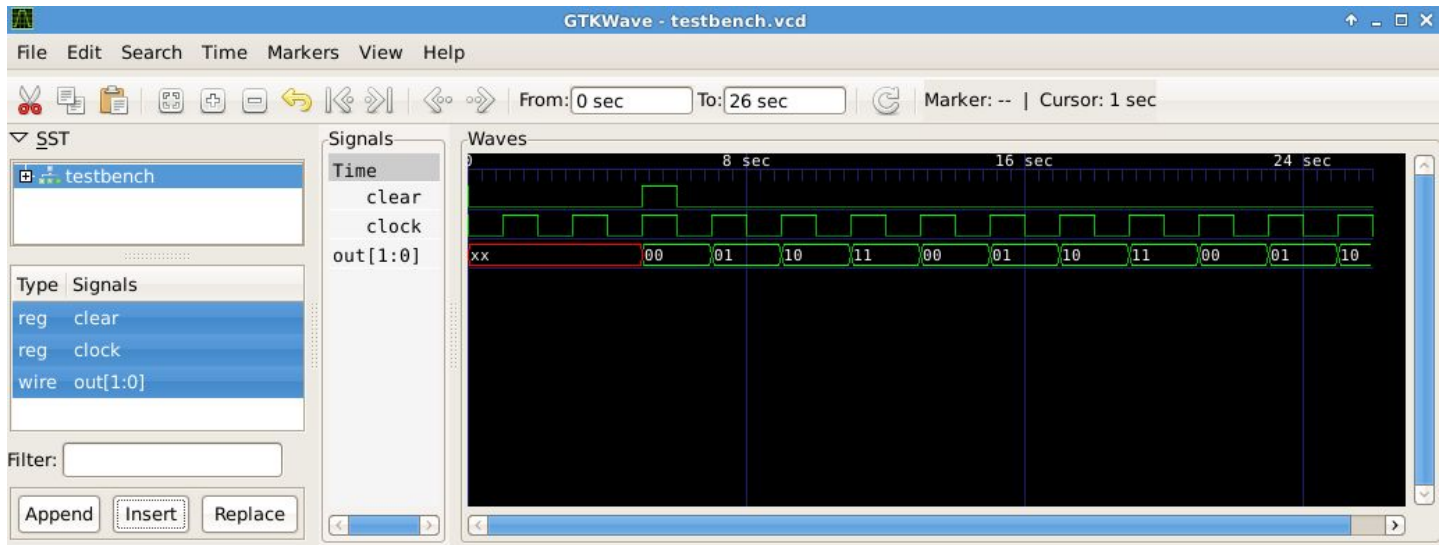 GTKWave - testbench.vcd
File Edit Search Time Markers View Help
From: 0 sec To: 26 sec Marker: -- | Cursor: 1 sec
SST
testbench
Type Signals
reg clear
reg clock
wire out[1:0]
Filter:
Append Insert Replace
Signals
Time
clear
clock
out[1:0]
Waves
0 8 sec 16 sec 24 sec
xx 00 01 10 11 00 01 10 11 00 01 10